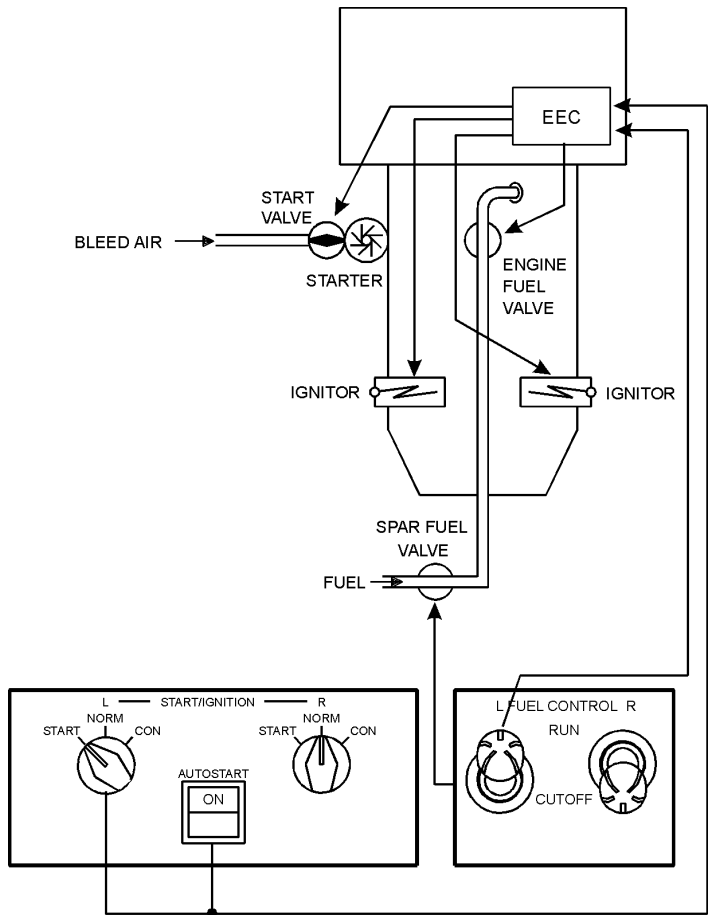 EEC
START
VALVE
BLEED AIR
STARTER
ENGINE
FUEL
VALVE
IGNITOR
IGNITOR
SPAR FUEL
VALVE
FUEL
L START/IGNITION R
NORM
START
CON
NORM
START
CON
AUTOSTART
ON
L FUEL CONTROL R
RUN
CUTOFF